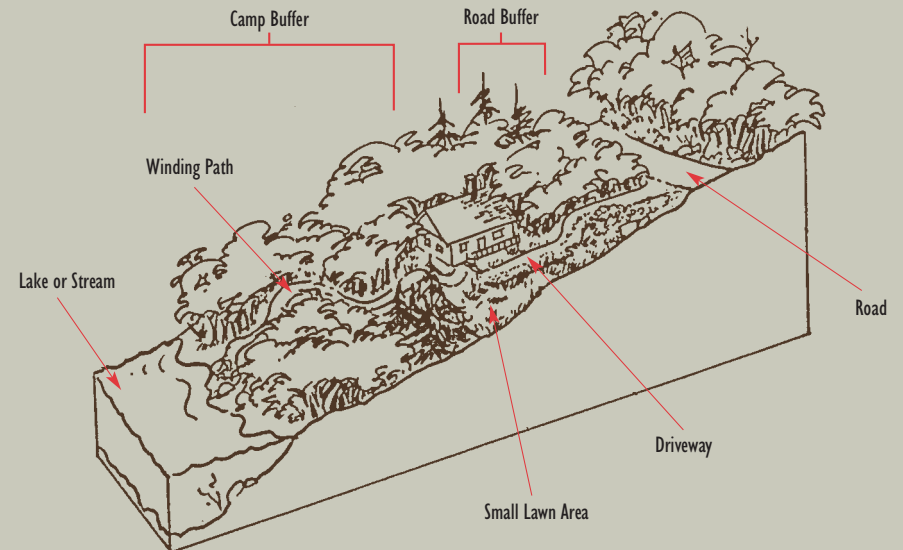 Camp Buffer
Road Buffer
Winding Path
Lake or Stream
Road
Driveway
Small Lawn Area